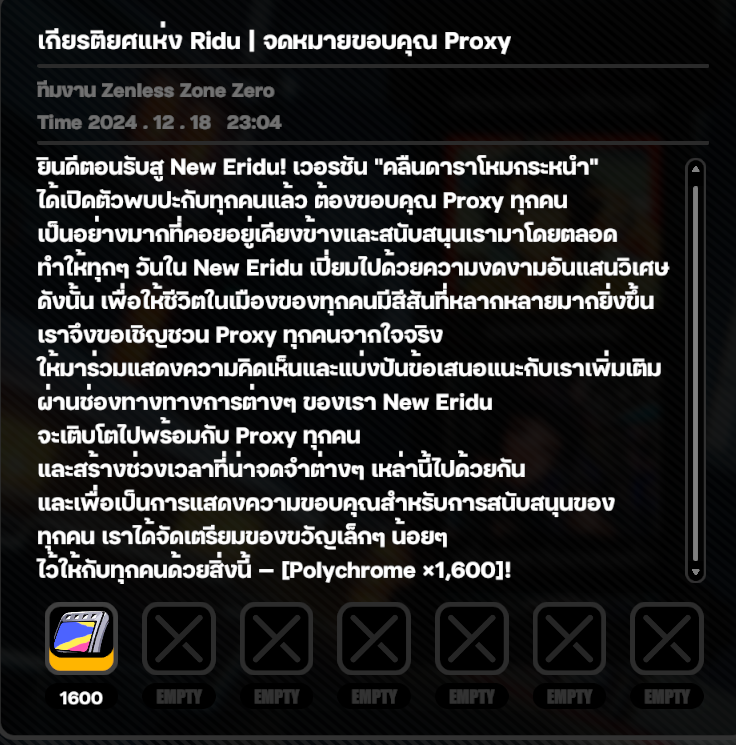 เกียรติยศแห่ง Ridu | จดหมายขอบคุณ Proxy
ทีมงาน Zenless Zone Zero
Time 2024 . 12 . 18 23:04
ยินดีตอนรับสู New Eridu! เวอรชัน "คลืนดาราโหมกระหนำ"
ได้เปิดตัวพบปะกับทุกคนแล้ว ต้องขอบคุณ Proxy ทุกคน
เป็นอย่างมากที่คอยอยู่เคียงข้างและสนับสนุนเรามาโดยตลอด
ทำให้ทุกๆ วันใน New Eridu เปี่ยมไปด้วยความงดงามอันแสนวิเศษ
ดังนั้น เพื่อให้ชีวิตในเมืองของทุกคนมีสีสันที่หลากหลายมากยิ่งขึ้น
เราจึงขอเชิญชวน Proxy ทุกคนจากใจจริง
ให้มาร่วมแสดงความคิดเห็นและแบ่งปันข้อเสนอแนะกับเราเพิ่มเติม
ผ่านช่องทางทางการต่างๆ ของเรา New Eridu
จะเติบโตไปพร้อมกับ Proxy ทุกคน
และสร้างช่วงเวลาที่น่าจดจำต่างๆ เหล่านี้ไปด้วยกัน
และเพื่อเป็นการแสดงความขอบคุณสำหรับการสนับสนุนของ
ทุกคน เราได้จัดเตรียมของขวัญเล็กๆ น้อยๆ
ไว้ให้กับทุกคนด้วยสิ่งนี้ – [Polychrome ×1,600]!
1600 EMPTY EMPTY EMPTY EMPTY EMPTY EMPTY